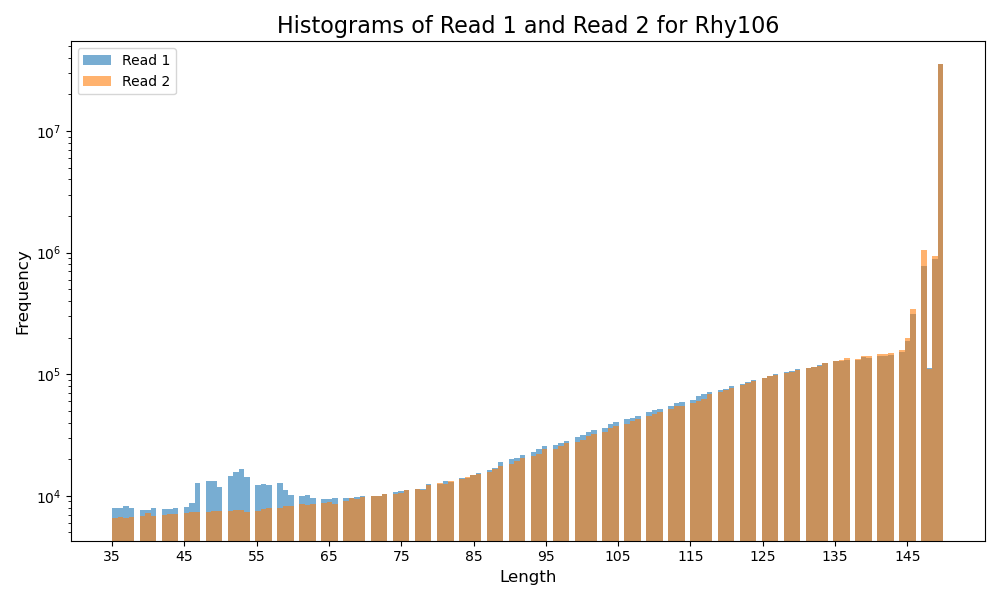 Histograms of Read 1 and Read 2 for Rhy106
Read 1
Read 2
Frequency
10^7
10^6
10^5
10^4
35 45 55 65 75 85 95 105 115 125 135 145
Length